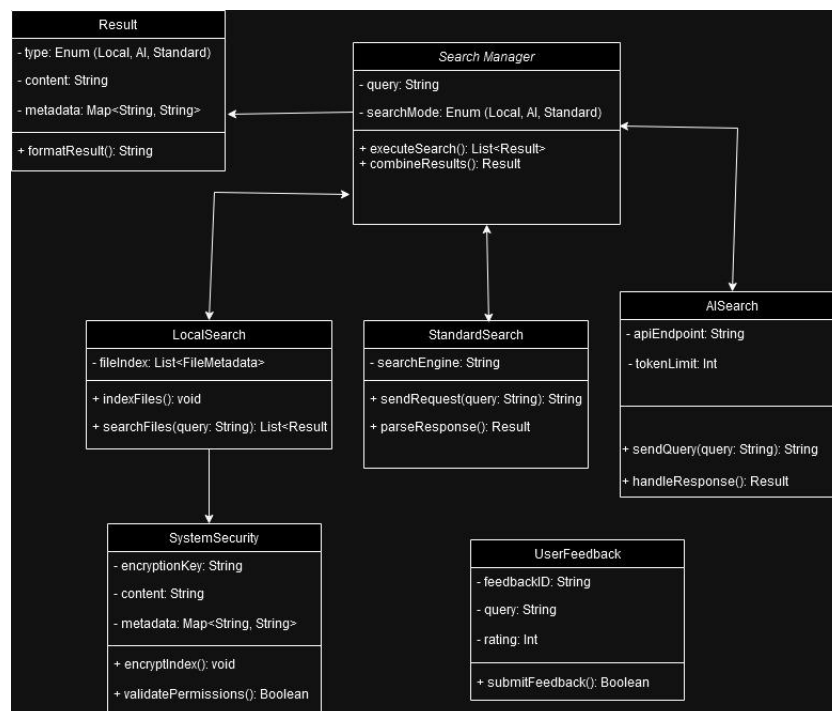 Result
- type: Enum (Local, AI, Standard)
- content: String
- metadata: Map<String, String>
+ formatResult(): String
Search Manager
- query: String
- searchMode: Enum (Local, AI, Standard)
+ executeSearch(): List<Result>
+ combineResults(): Result
LocalSearch
- fileIndex: List<FileMetadata>
+ indexFiles(): void
+ searchFiles(query: String): List<Result
StandardSearch
- searchEngine: String
+ sendRequest(query: String): String
+ parseResponse(): Result
AISearch
- apiEndpoint: String
- tokenLimit: Int
+ sendQuery(query: String): String
+ handleResponse(): Result
SystemSecurity
- encryptionKey: String
- content: String
- metadata: Map<String, String>
+ encryptIndex(): void
+ validatePermissions(): Boolean
UserFeedback
- feedbackID: String
- query: String
- rating: Int
+ submitFeedback(): Boolean